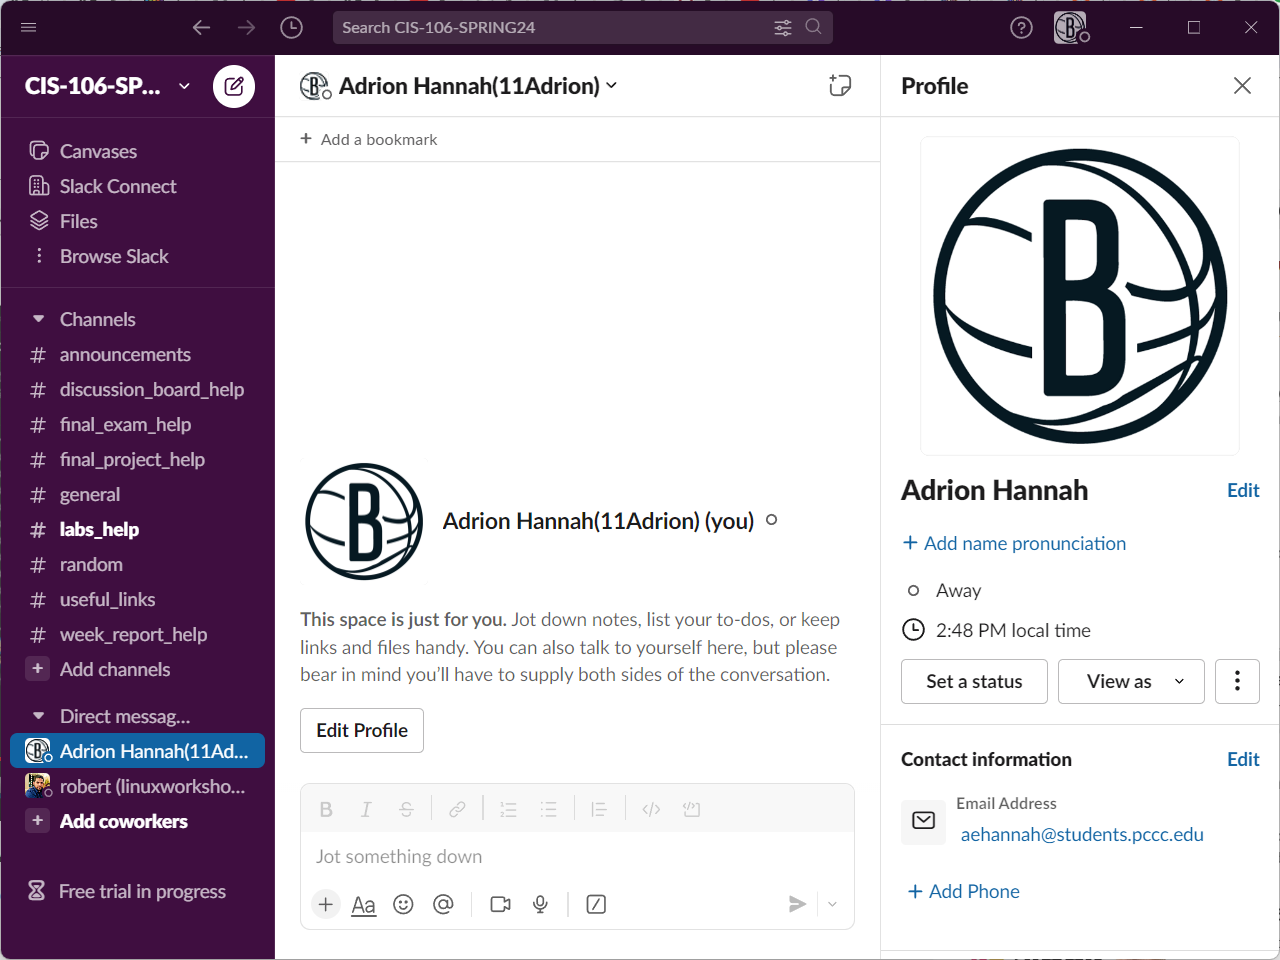 Search CIS-106-SPRING24
CIS-106-SP...
Canvases
Slack Connect
Files
Browse Slack
Channels
# announcements
# discussion_board_help
# final_exam_help
# final_project_help
# general
# labs_help
# random
# useful_links
# week_report_help
+ Add channels
Direct messag...
Adrion Hannah(11Ad...
robert (linuxworksho...
+ Add coworkers
Free trial in progress
B Adrion Hannah(11Adrion)
+ Add a bookmark
B Adrion Hannah(11Adrion) (you)
This space is just for you. Jot down notes, list your to-dos, or keep
links and files handy. You can also talk to yourself here, but please
bear in mind you’ll have to supply both sides of the conversation.
Edit Profile
B I S
Jot something down
+ Aa @
Profile
B
Adrion Hannah Edit
+ Add name pronunciation
Away
2:48 PM local time
Set a status View as
Contact information Edit
Email Address
aehannah@students.pccc.edu
+ Add Phone